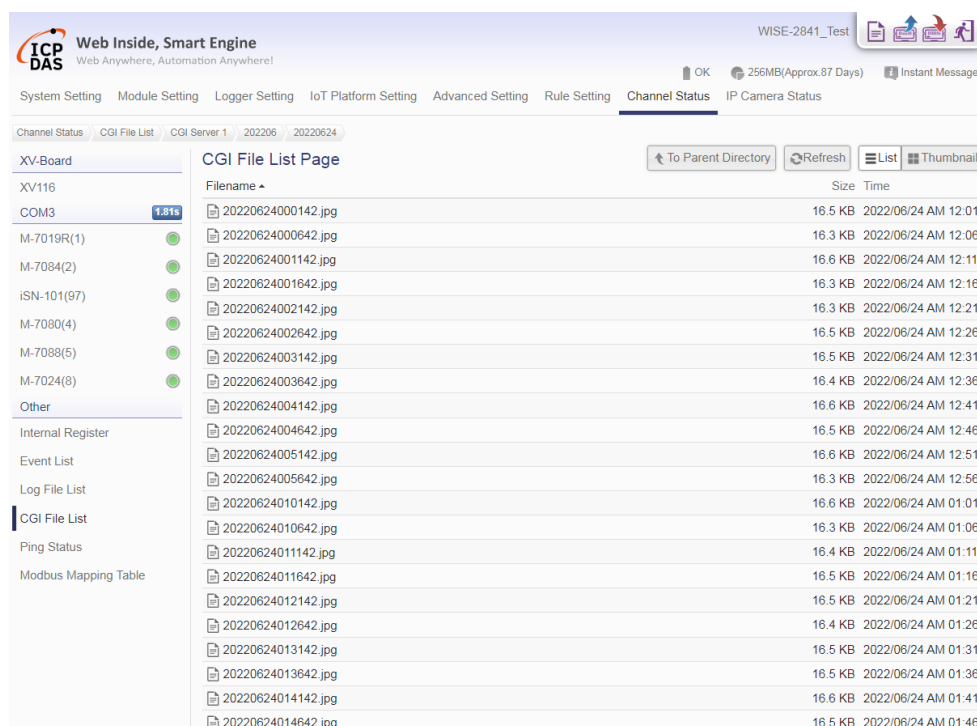 ICP DAS
Web Inside, Smart Engine
Web Anywhere, Automation Anywhere!
WISE-2841_Test
OK 256MB(Approx.87 Days) Instant Message
System Setting Module Setting Logger Setting IoT Platform Setting Advanced Setting Rule Setting Channel Status IP Camera Status
Channel Status CGI File List CGI Server 1 202206 20220624
XV-Board
XV116
COM3 1.81s
M-7019R(1)
M-7084(2)
iSN-101(97)
M-7080(4)
M-7088(5)
M-7024(8)
Other
Internal Register
Event List
Log File List
CGI File List
Ping Status
Modbus Mapping Table
CGI File List Page
To Parent Directory Refresh List Thumbnail
Filename Size Time
20220624000142.jpg 16.5 KB 2022/06/24 AM 12:01
20220624000642.jpg 16.3 KB 2022/06/24 AM 12:06
20220624001142.jpg 16.6 KB 2022/06/24 AM 12:11
20220624001642.jpg 16.3 KB 2022/06/24 AM 12:16
20220624002142.jpg 16.3 KB 2022/06/24 AM 12:21
20220624002642.jpg 16.5 KB 2022/06/24 AM 12:26
20220624003142.jpg 16.5 KB 2022/06/24 AM 12:31
20220624003642.jpg 16.4 KB 2022/06/24 AM 12:36
20220624004142.jpg 16.6 KB 2022/06/24 AM 12:41
20220624004642.jpg 16.5 KB 2022/06/24 AM 12:46
20220624005142.jpg 16.6 KB 2022/06/24 AM 12:51
20220624005642.jpg 16.3 KB 2022/06/24 AM 12:56
20220624010142.jpg 16.6 KB 2022/06/24 AM 01:01
20220624010642.jpg 16.3 KB 2022/06/24 AM 01:06
20220624011142.jpg 16.4 KB 2022/06/24 AM 01:11
20220624011642.jpg 16.5 KB 2022/06/24 AM 01:16
20220624012142.jpg 16.5 KB 2022/06/24 AM 01:21
20220624012642.jpg 16.4 KB 2022/06/24 AM 01:26
20220624013142.jpg 16.5 KB 2022/06/24 AM 01:31
20220624013642.jpg 16.5 KB 2022/06/24 AM 01:36
20220624014142.jpg 16.6 KB 2022/06/24 AM 01:41
20220624014642.jpg 16.5 KB 2022/06/24 AM 01:46